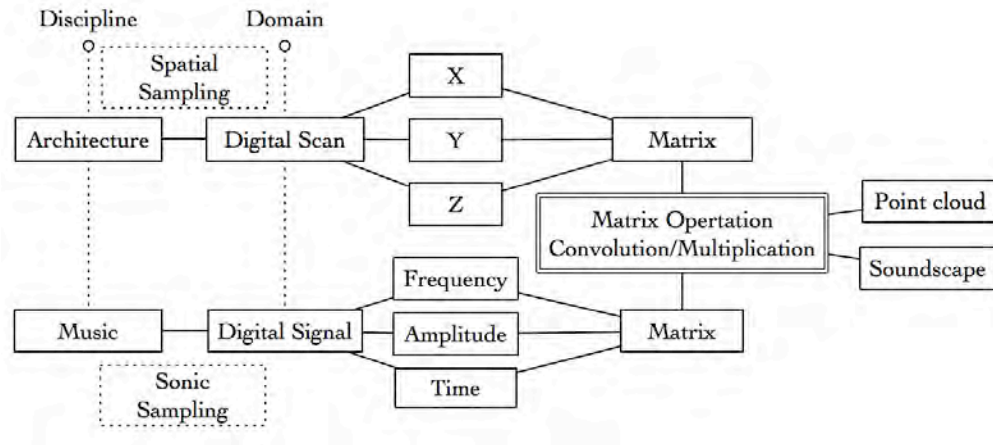 Discipline
Domain
Spatial
Sampling
X
Architecture
Digital Scan
Y
Matrix
Z
Point cloud
Matrix Opertation
Convolution/Multiplication
Soundscape
Frequency
Music
Digital Signal
Amplitude
Matrix
Sonic
Sampling
Time